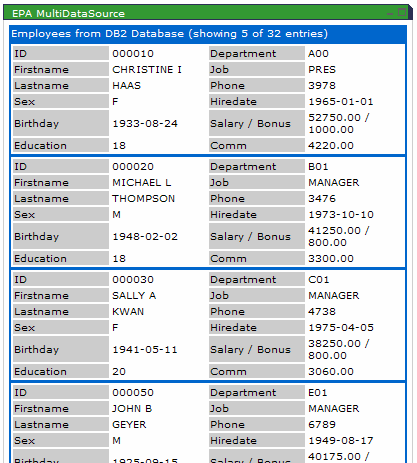 EPA MultiDataSource
Employees from DB2 Database (showing 5 of 32 entries)
ID 000010 Department A00
Firstname CHRISTINE I Job PRES
Lastname HAAS Phone 3978
Sex F Hiredate 1965-01-01
Birthday 1933-08-24 Salary / Bonus 52750.00 /
1000.00
Education 18 Comm 4220.00
ID 000020 Department B01
Firstname MICHAEL L Job MANAGER
Lastname THOMPSON Phone 3476
Sex M Hiredate 1973-10-10
Birthday 1948-02-02 Salary / Bonus 41250.00 /
800.00
Education 18 Comm 3300.00
ID 000030 Department C01
Firstname SALLY A Job MANAGER
Lastname KWAN Phone 4738
Sex F Hiredate 1975-04-05
Birthday 1941-05-11 Salary / Bonus 38250.00 /
800.00
Education 20 Comm 3060.00
ID 000050 Department E01
Firstname JOHN B Job MANAGER
Lastname GEYER Phone 6789
Sex M Hiredate 1949-08-17
Birthday 1925-09-15 Salary / Bonus 40175.00 /